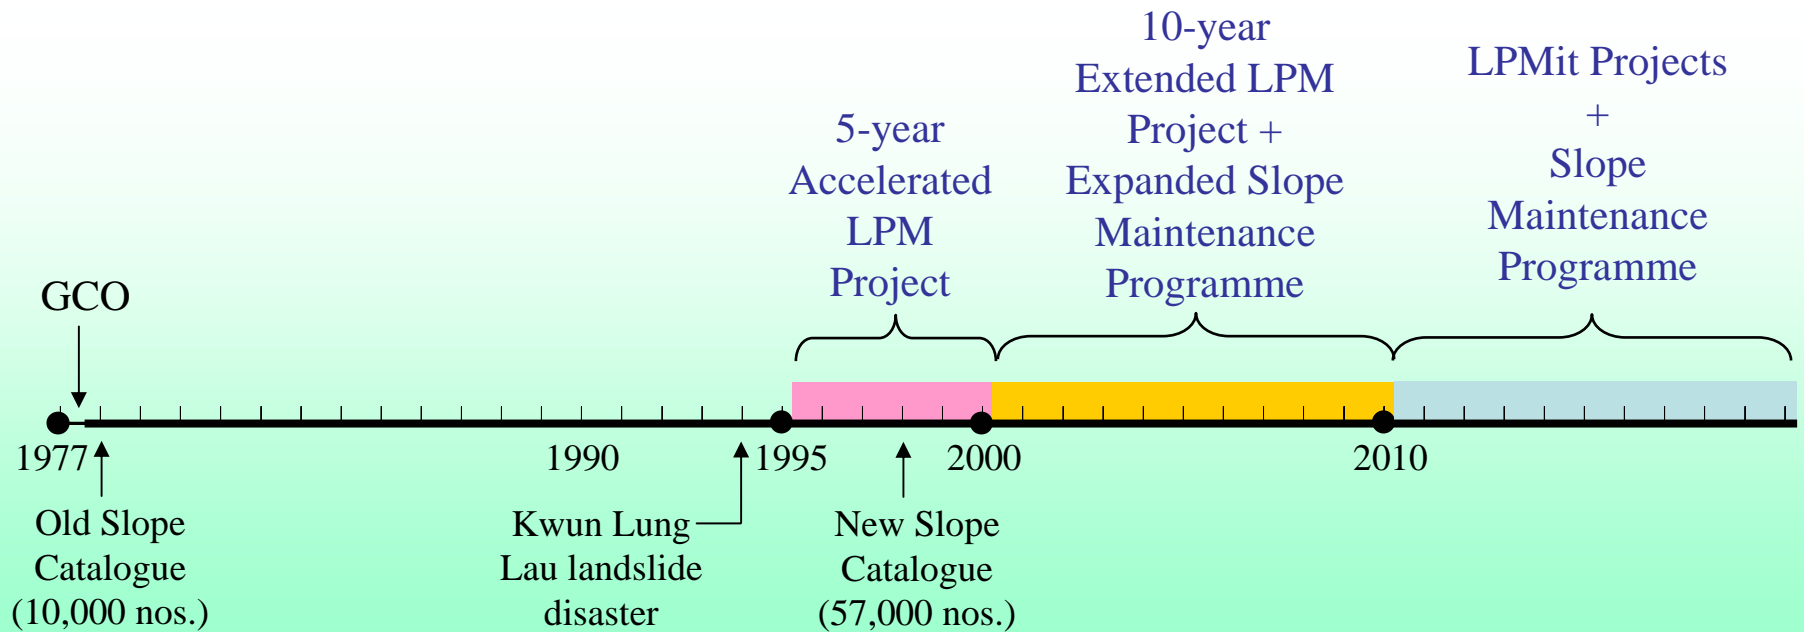 10-year
Extended LPM
Project +
Expanded Slope
Maintenance
Programme
LPMit Projects
+
Slope
Maintenance
Programme
5-year
Accelerated
LPM
Project
GCO
1977
1990
1995
2000
2010
Old Slope
Catalogue
(10,000 nos.)
Kwun Lung
Lau landslide
disaster
New Slope
Catalogue
(57,000 nos.)